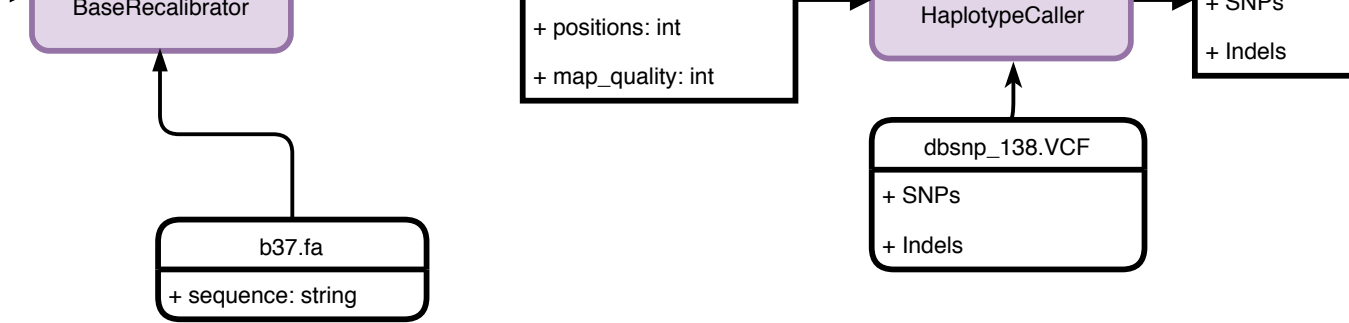 BaseRecalibrator
+ positions: int
+ map_quality: int
HaplotypeCaller
+ SNPs
+ Indels
dbsnp_138.VCF
+ SNPs
+ Indels
b37.fa
+ sequence: string